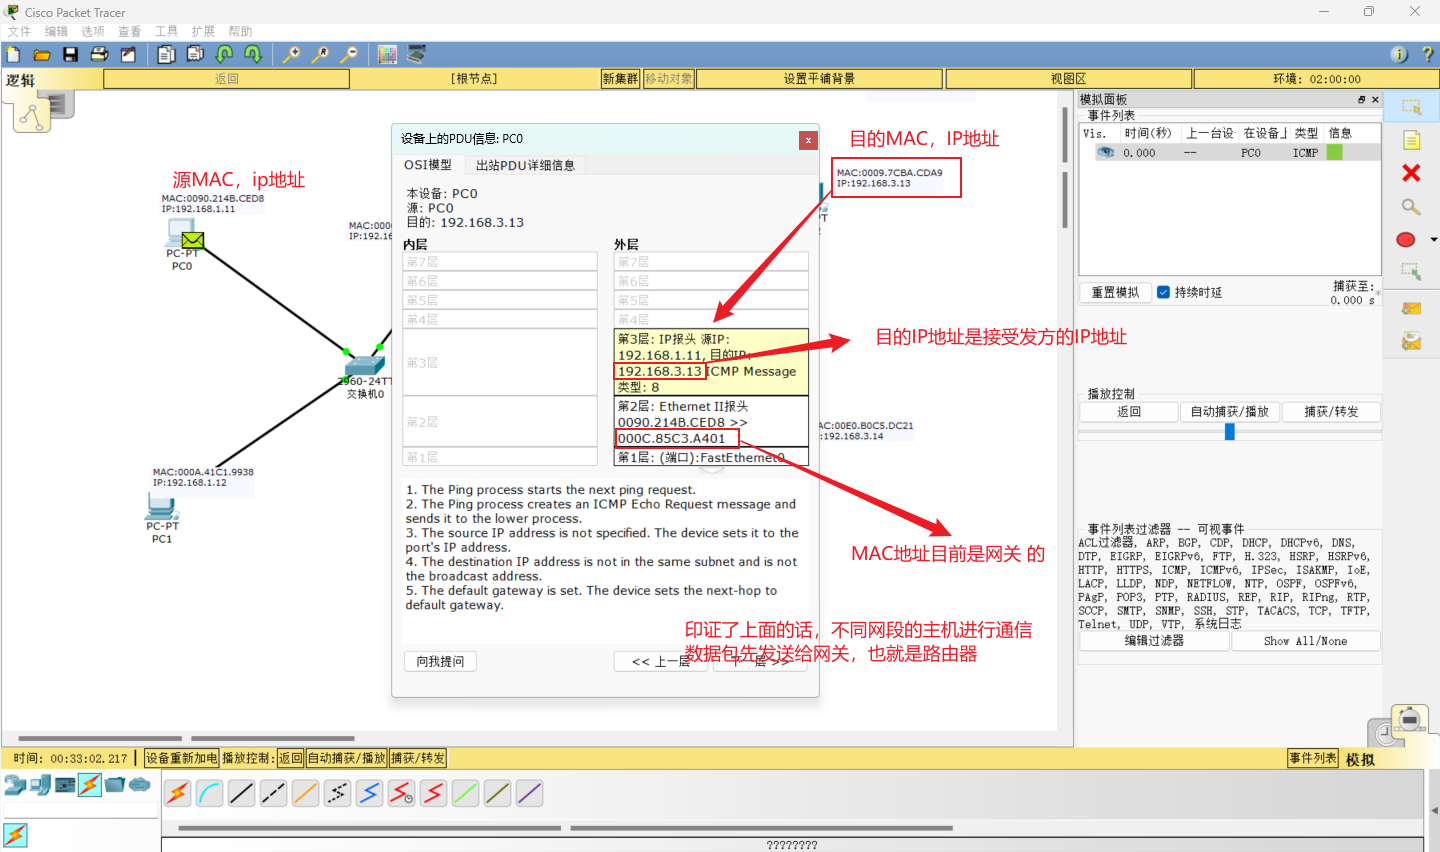 Cisco Packet Tracer
文件 编辑 选项 查看 工具 扩展 帮助
逻辑
返回
[根节点]
新集群
移动对象
设置平铺背景
视图区
环境: 02:00:00
源MAC，ip地址
MAC:0090.214B.CED8
IP:192.168.1.11
PC-PT
PC0
MAC:000
IP:192.16
2960-24TT
交换机0
MAC:000A.41C1.9938
IP:192.168.1.12
PC-PT
PC1
设备上的PDU信息: PC0
OSI模型
出站PDU详细信息
本设备: PC0
源: PC0
目的: 192.168.3.13
内层
第7层
第6层
第5层
第4层
第3层
第2层
第1层
外层
第7层
第6层
第5层
第4层
第3层: IP报头 源IP:
192.168.1.11, 目的IP:
192.168.3.13 ICMP Message
类型: 8
第2层: Ethernet II报头
0090.214B.CED8 >>
000C.85C3.A401
第1层: (端口):FastEthernet0
1. The Ping process starts the next ping request.
2. The Ping process creates an ICMP Echo Request message and
sends it to the lower process.
3. The source IP address is not specified. The device sets it to the
port's IP address.
4. The destination IP address is not in the same subnet and is not
the broadcast address.
5. The default gateway is set. The device sets the next-hop to
default gateway.
向我提问
<< 上一层
下一层 >>
目的MAC，IP地址
MAC:0009.7CBA.CDA9
IP:192.168.3.13
目的IP地址是接受发方的IP地址
AC:00E0.B0C5.DC21
:192.168.3.14
MAC地址目前是网关 的
印证了上面的话，不同网段的主机进行通信
数据包先发送给网关，也就是路由器
模拟面板
事件列表
Vis. 时间(秒) 上一台设 在设备上 类型 信息
0.000 -- PC0 ICMP
重置模拟
持续时延
捕获至:
0.000 s
播放控制
返回
自动捕获/播放
捕获/转发
事件列表过滤器 -- 可视事件
ACL过滤器, ARP, BGP, CDP, DHCP, DHCPv6, DNS,
DTP, EIGRP, EIGRPv6, FTP, H.323, HSRP, HSRPv6,
HTTP, HTTPS, ICMP, ICMPv6, IPSec, ISAKMP, IoE,
LACP, LLDP, NDP, NETFLOW, NTP, OSPF, OSPFv6,
PAgP, POP3, PTP, RADIUS, REP, RIP, RIPng, RTP,
SCCP, SMTP, SNMP, SSH, STP, TACACS, TCP, TFTP,
Telnet, UDP, VTP, 系统日志
编辑过滤器
Show All/None
时间: 00:33:02.217
设备重新加电
播放控制:
返回
自动捕获/播放
捕获/转发
事件列表
模拟
????????